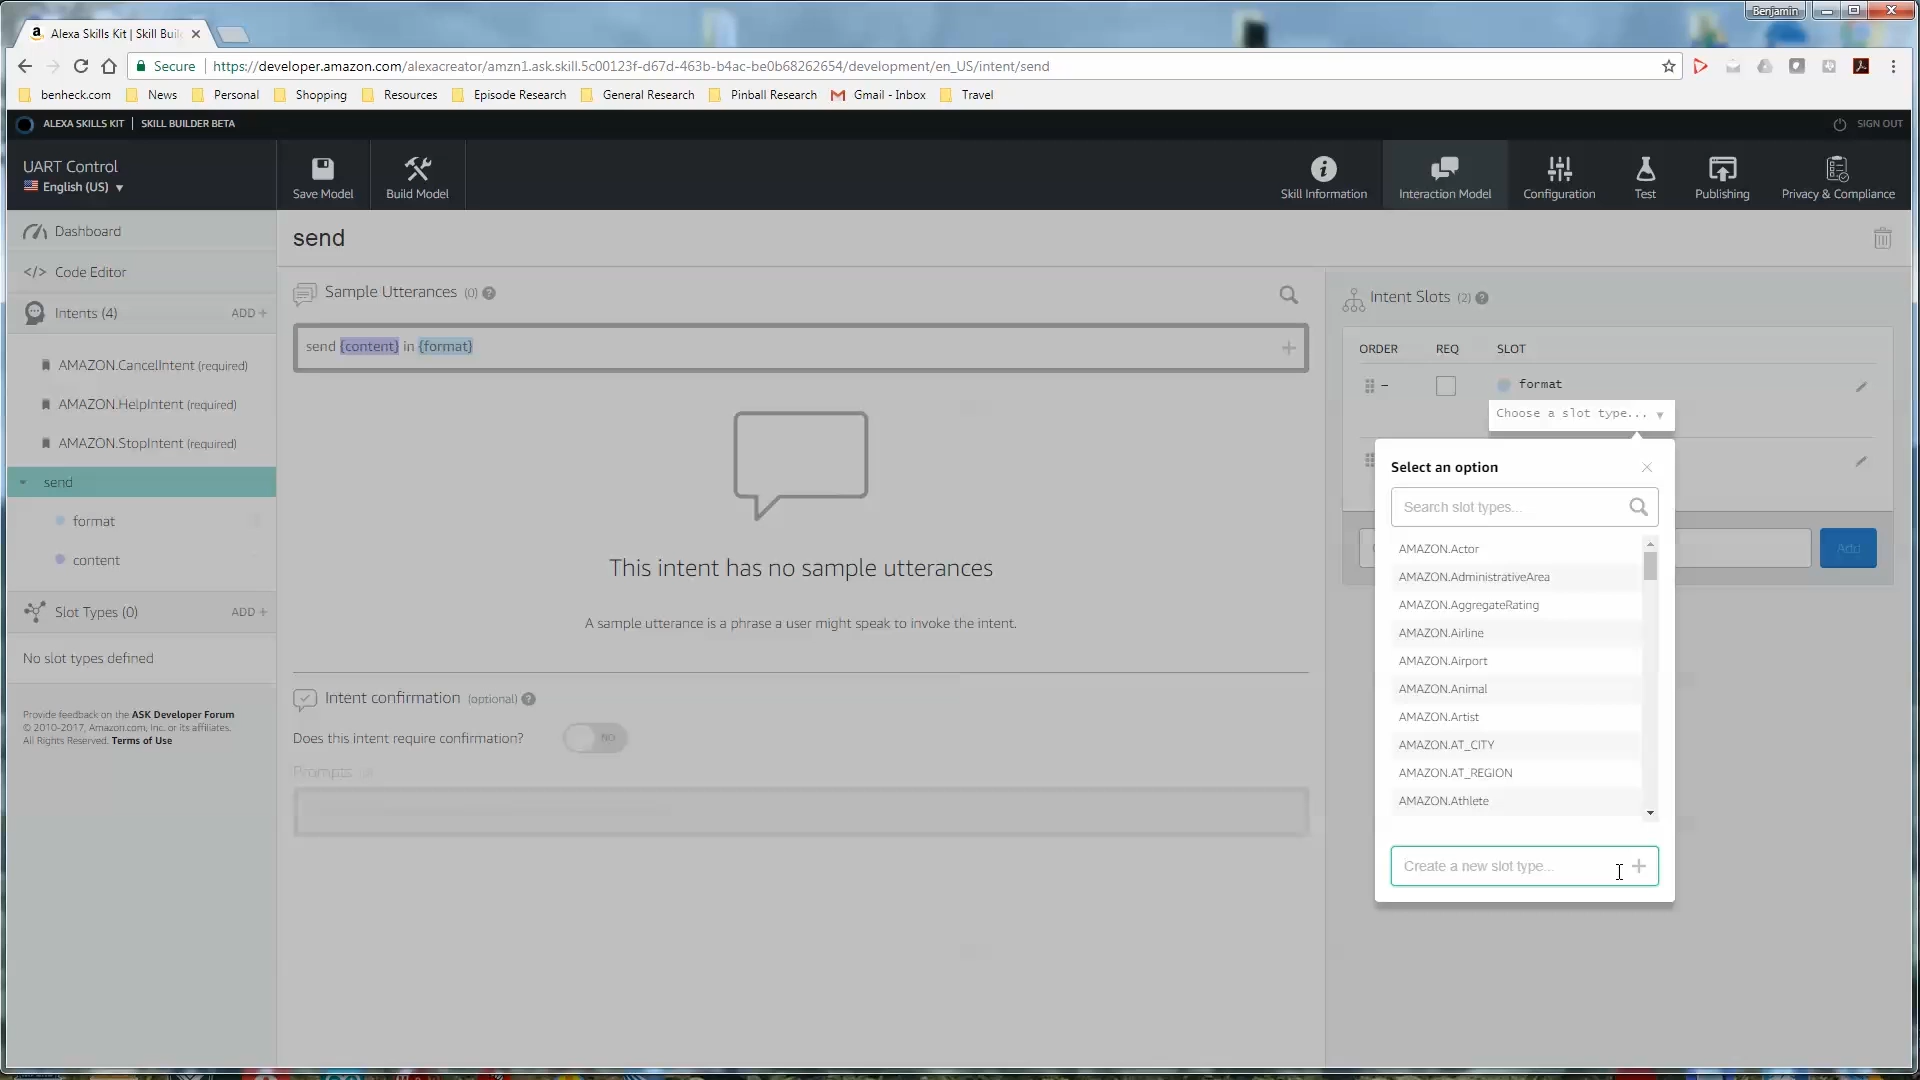 Benjamin
Alexa Skills Kit | Skill Buil
Secure | https://developer.amazon.com/alexacreator/amzn1.ask.skill.5c00123f-d67d-463b-b4ac-be0b68262654/development/en_US/intent/send
benheck.com News Personal Shopping Resources Episode Research General Research Pinball Research Gmail - Inbox Travel
ALEXA SKILLS KIT | SKILL BUILDER BETA
SIGN OUT
UART Control
English (US)
Save Model
Build Model
Skill Information
Interaction Model
Configuration
Test
Publishing
Privacy & Compliance
Dashboard
</> Code Editor
Intents (4)
ADD +
AMAZON.CancelIntent (required)
AMAZON.HelpIntent (required)
AMAZON.StopIntent (required)
send
format
content
Slot Types (0)
ADD +
No slot types defined
Provide feedback on the ASK Developer Forum
© 2010-2017, Amazon.com, Inc. or its affiliates.
All Rights Reserved. Terms of Use
send
Sample Utterances (0)
send {content} in {format}
This intent has no sample utterances
A sample utterance is a phrase a user might speak to invoke the intent.
Intent confirmation (optional)
Does this intent require confirmation?
NO
Prompts
Intent Slots (2)
ORDER REQ SLOT
format
Choose a slot type...
Add
Select an option
Search slot types...
AMAZON.Actor
AMAZON.AdministrativeArea
AMAZON.AggregateRating
AMAZON.Airline
AMAZON.Airport
AMAZON.Animal
AMAZON.Artist
AMAZON.AT_CITY
AMAZON.AT_REGION
AMAZON.Athlete
Create a new slot type...